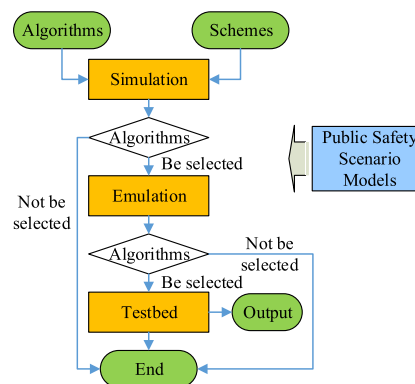 Algorithms
Schemes
Simulation
Algorithms
Public Safety
Scenario
Models
Be selected
Not be
selected
Emulation
Algorithms
Not be
selected
Be selected
Testbed
Output
End